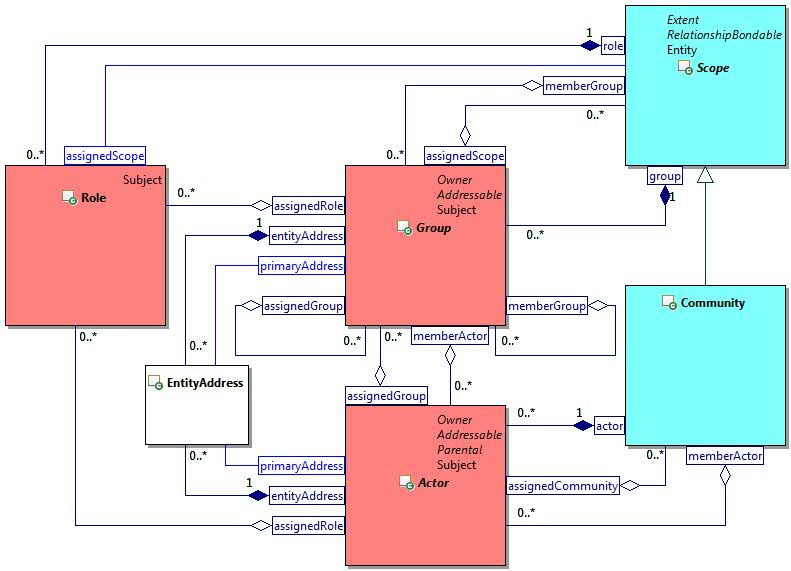 Extent
RelationshipBondable
Entity
Scope
1
role
memberGroup
0..*
0..*
assignedScope
0..*
assignedScope
group
1
Subject
Role
0..*
assignedRole
Owner
Addressable
Subject
Group
1
entityAddress
0..*
primaryAddress
assignedGroup
memberGroup
Community
0..*
0..*
0..*
memberActor
0..*
0..*
EntityAddress
0..*
assignedGroup
0..*
Owner
Addressable
Parental
Subject
Actor
0..*
1
actor
0..*
primaryAddress
0..*
memberActor
1
entityAddress
assignedCommunity
assignedRole
0..*